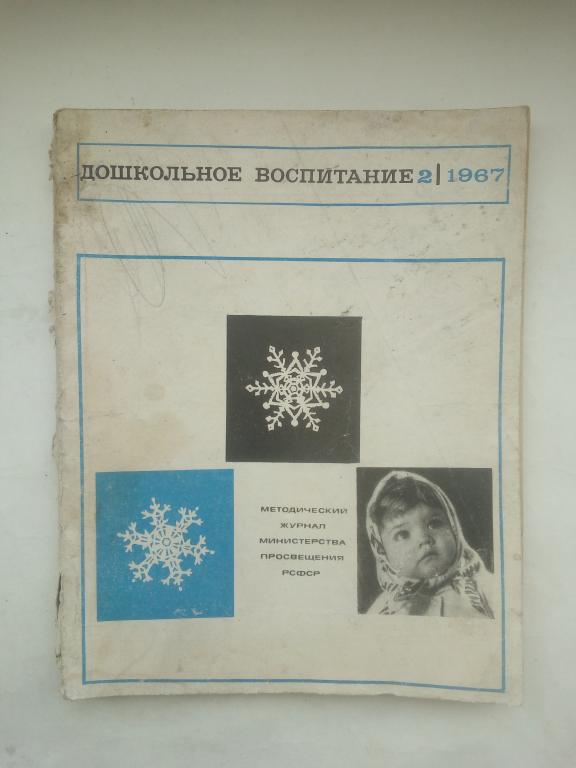 ДОШКОЛЬНОЕ ВОСПИТАНИЕ 2 | 1967
МЕТОДИЧЕСКИЙ
ЖУРНАЛ
МИНИСТЕРСТВА
ПРОСВЕЩЕНИЯ
РСФСР